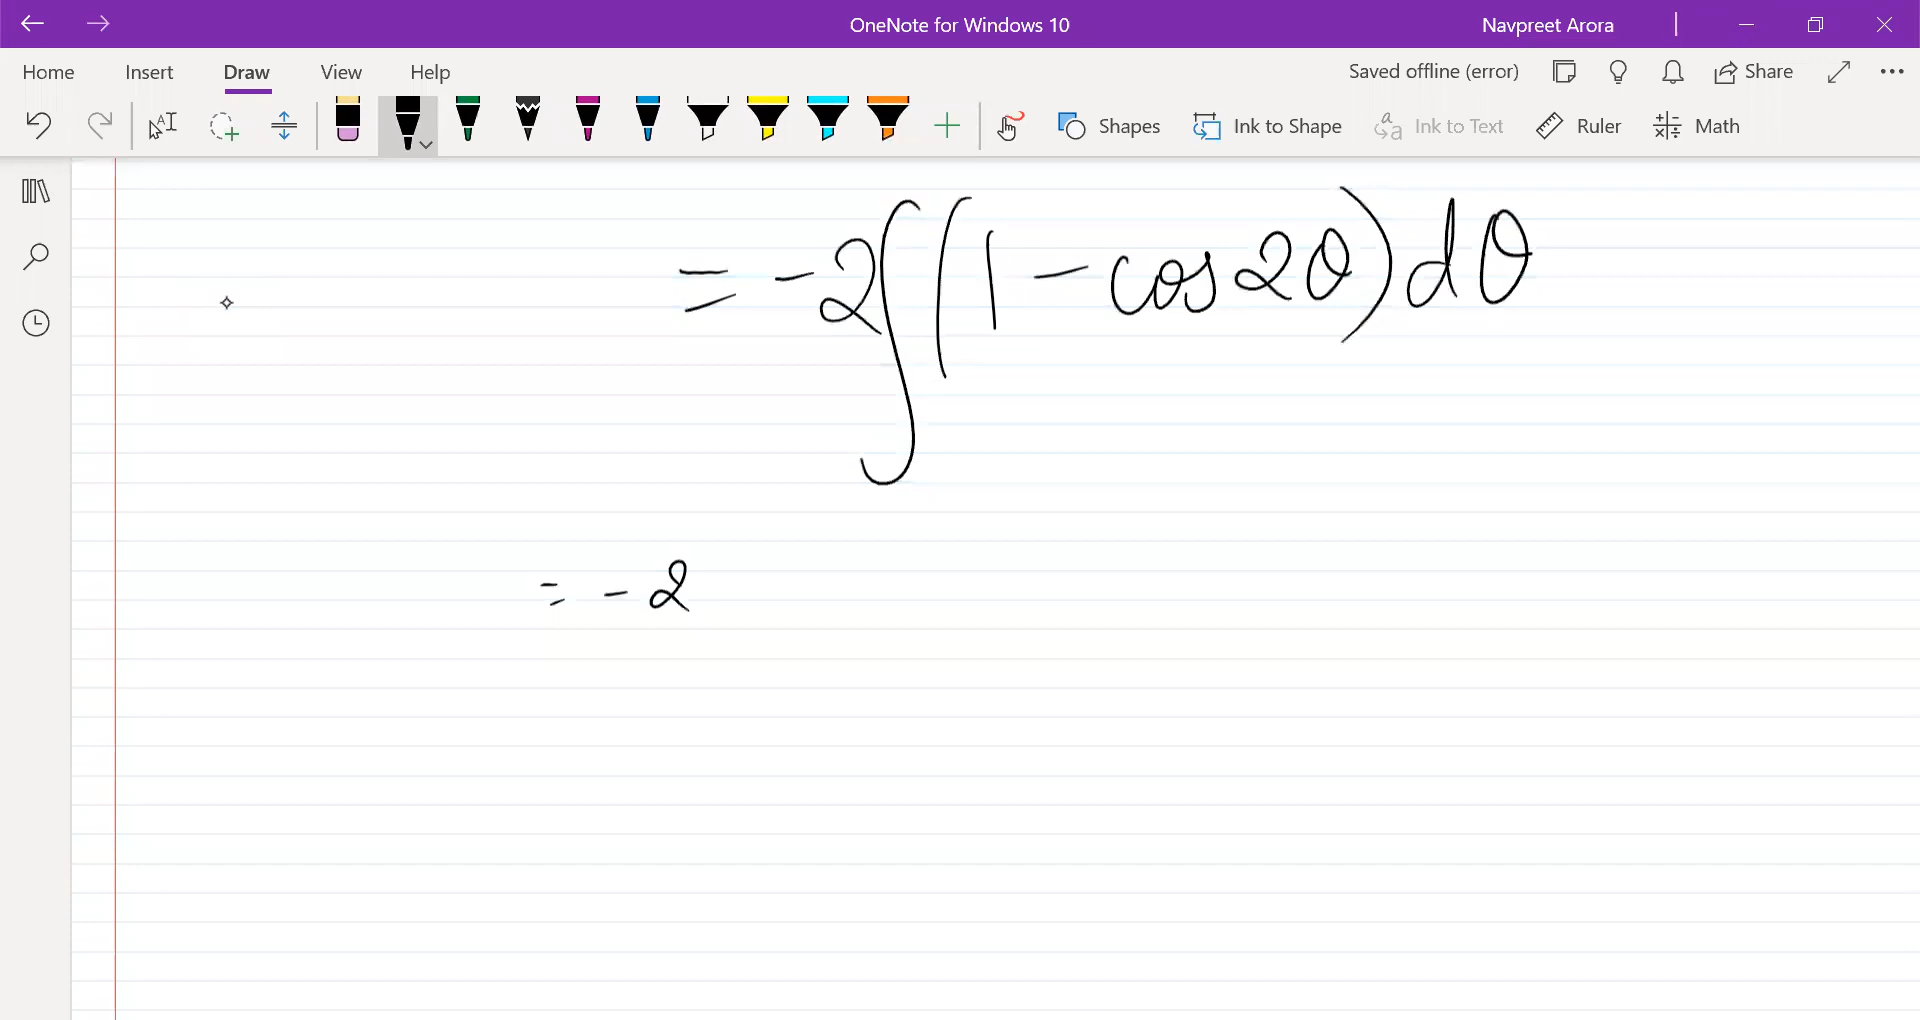 OneNote for Windows 10
Navpreet Arora
Home Insert Draw View Help
Saved offline (error) Share
Shapes Ink to Shape Ink to Text Ruler Math
= -2∫(1 - cos2θ)dθ
= - 2